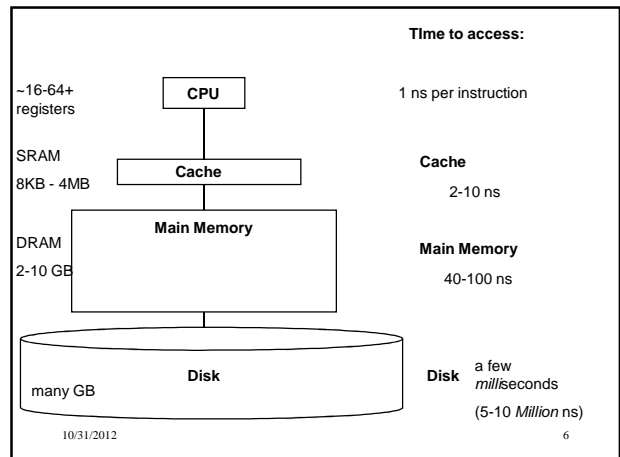 TIme to access:
~16-64+
registers
CPU
1 ns per instruction
SRAM
8KB - 4MB
Cache
Cache
2-10 ns
DRAM
2-10 GB
Main Memory
Main Memory
40-100 ns
many GB
Disk
Disk
a few
milliseconds
(5-10 Million ns)
10/31/2012
6